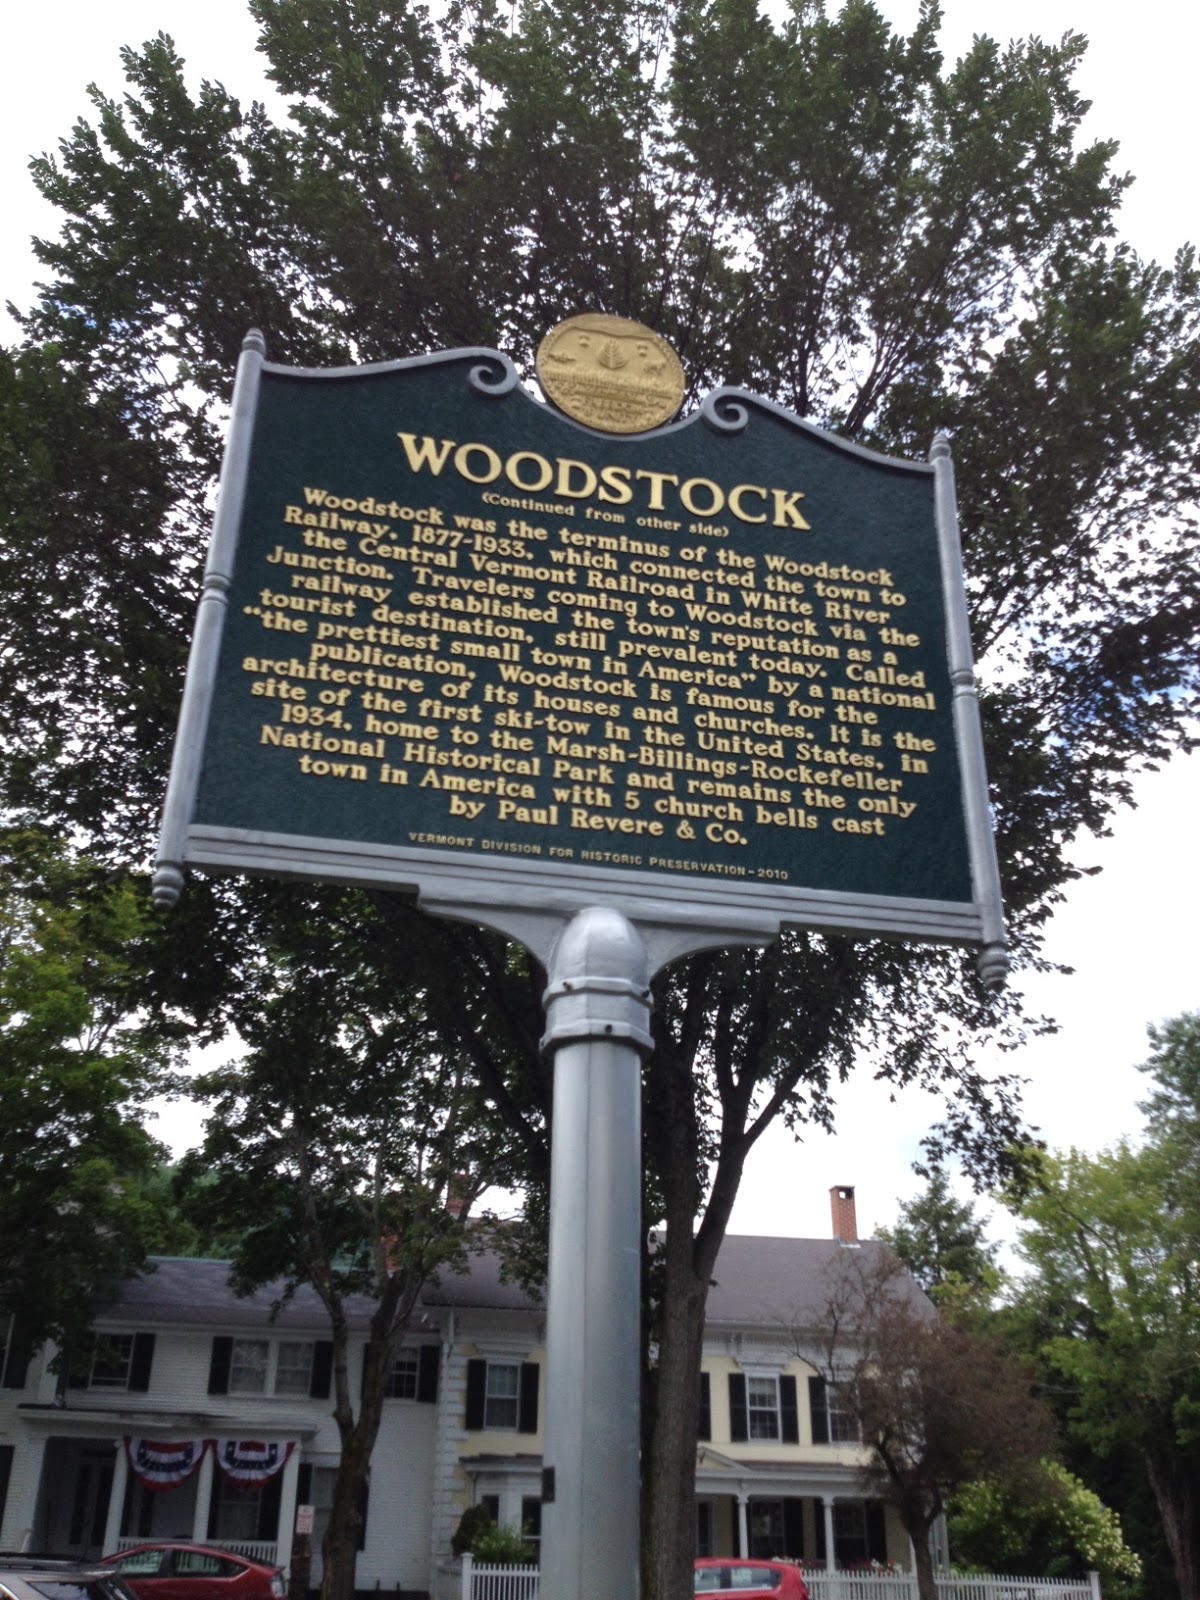 WOODSTOCK
(Continued from other side)
Woodstock was the terminus of the Woodstock
Railway, 1877-1933, which connected the town to
the Central Vermont Railroad in White River
Junction. Travelers coming to Woodstock via the
railway established the town's reputation as a
tourist destination, still prevalent today. Called
"the prettiest small town in America" by a national
publication, Woodstock is famous for the
architecture of its houses and churches. It is the
site of the first ski-tow in the United States, in
1934, home to the Marsh-Billings-Rockefeller
National Historical Park and remains the only
town in America with 5 church bells cast
by Paul Revere & Co.
VERMONT DIVISION FOR HISTORIC PRESERVATION-2010